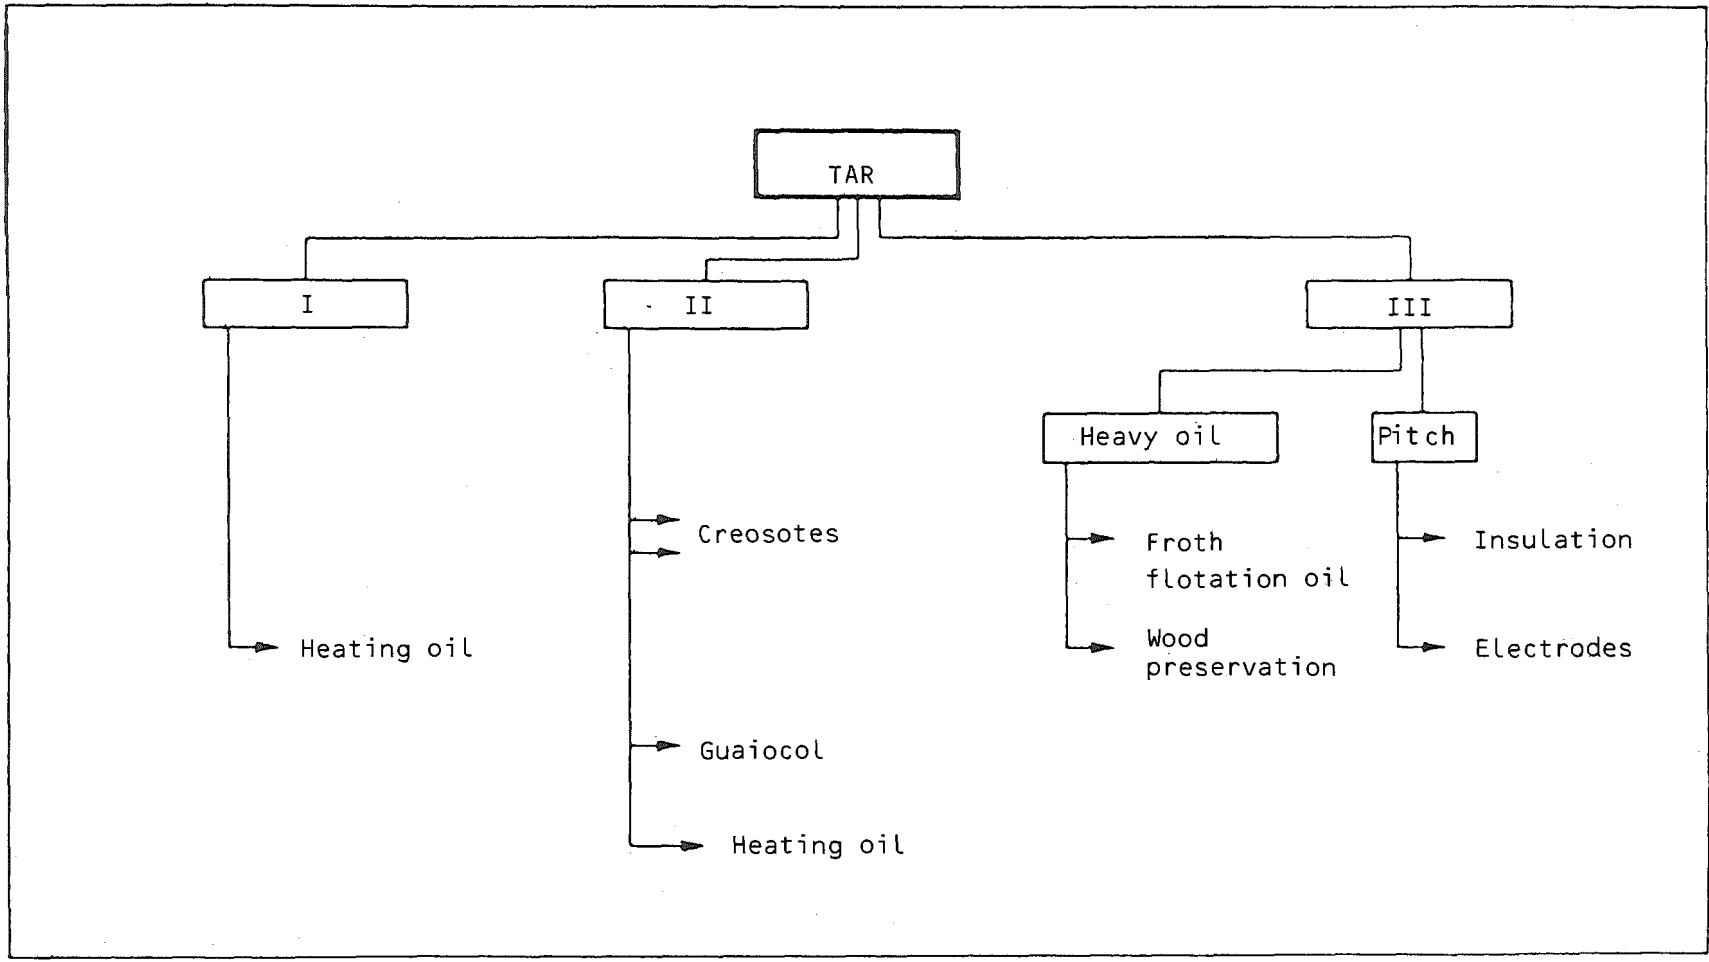 TAR
I
II
III
Heavy oil
Pitch
Creosotes
Froth
flotation oil
Insulation
Heating oil
Wood
preservation
Electrodes
Guaiocol
Heating oil